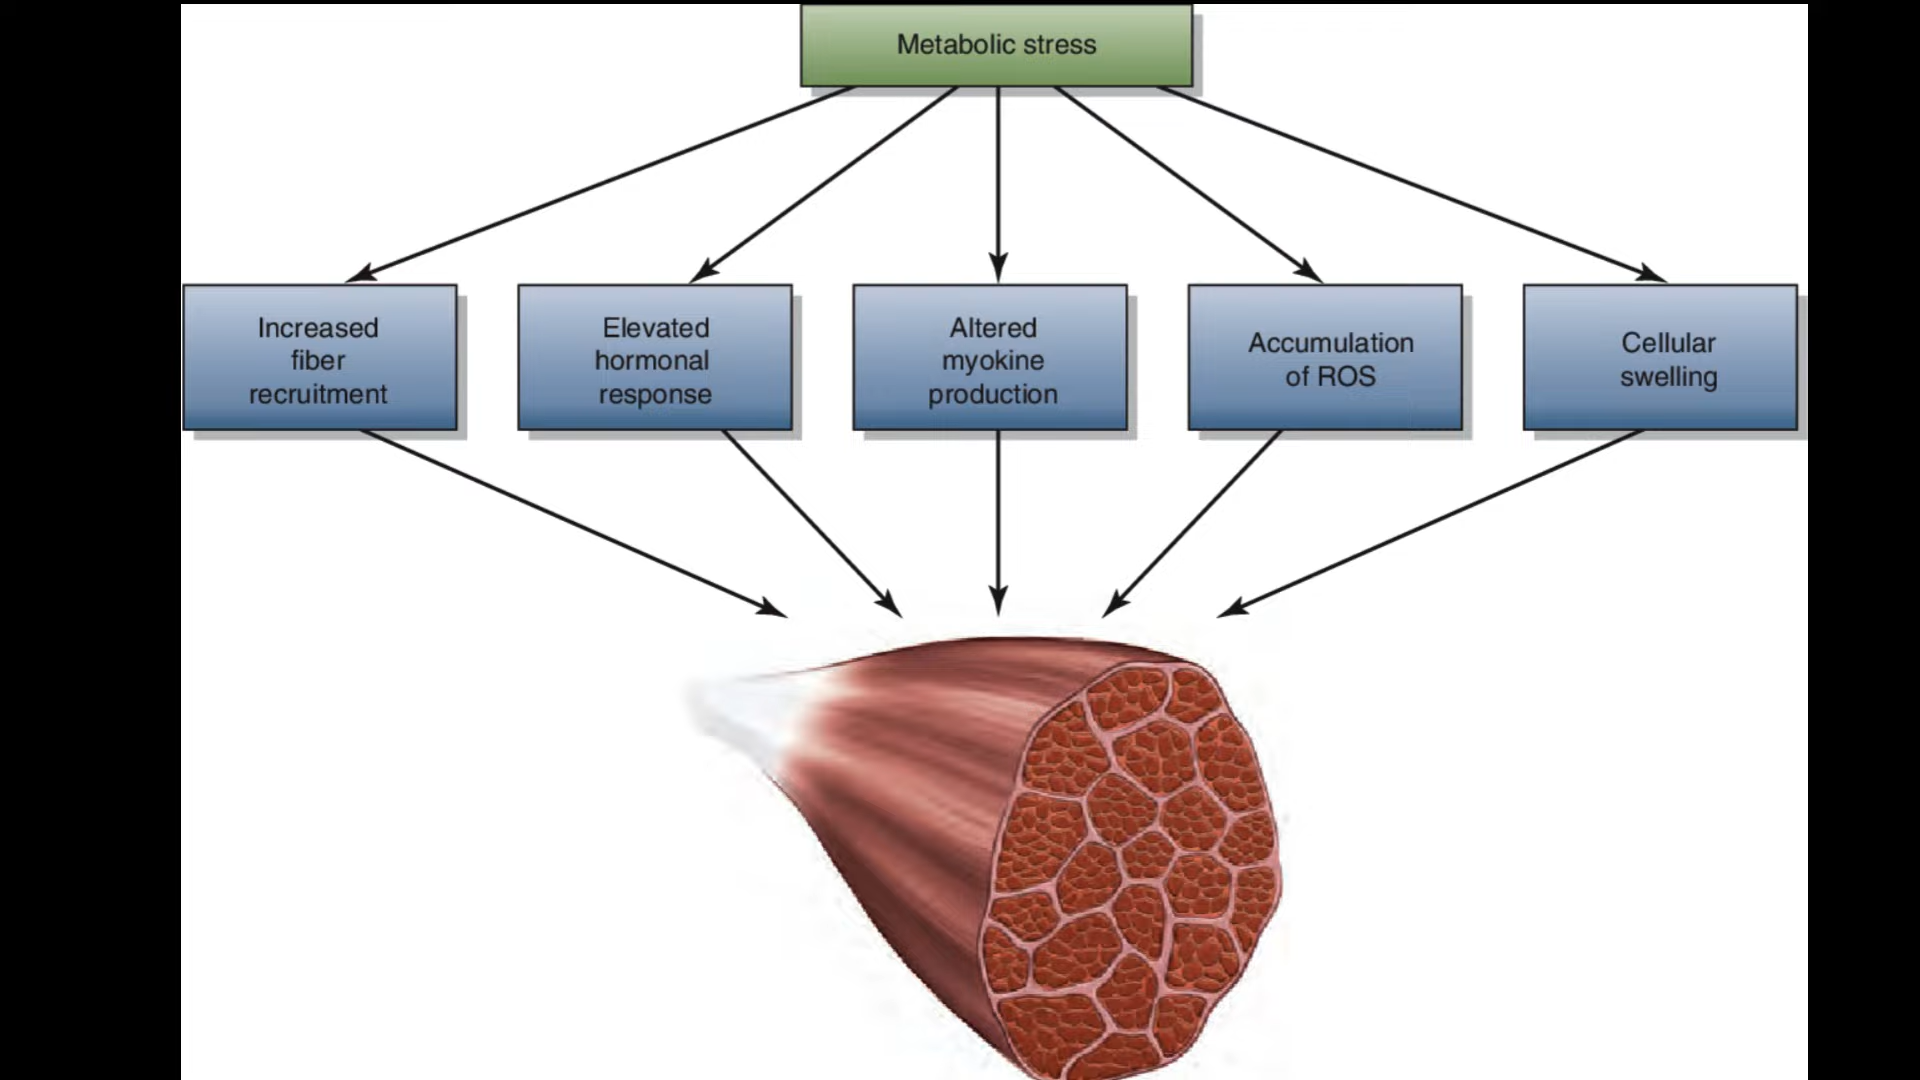 Metabolic stress
Increased
fiber
recruitment
Elevated
hormonal
response
Altered
myokine
production
Accumulation
of ROS
Cellular
swelling